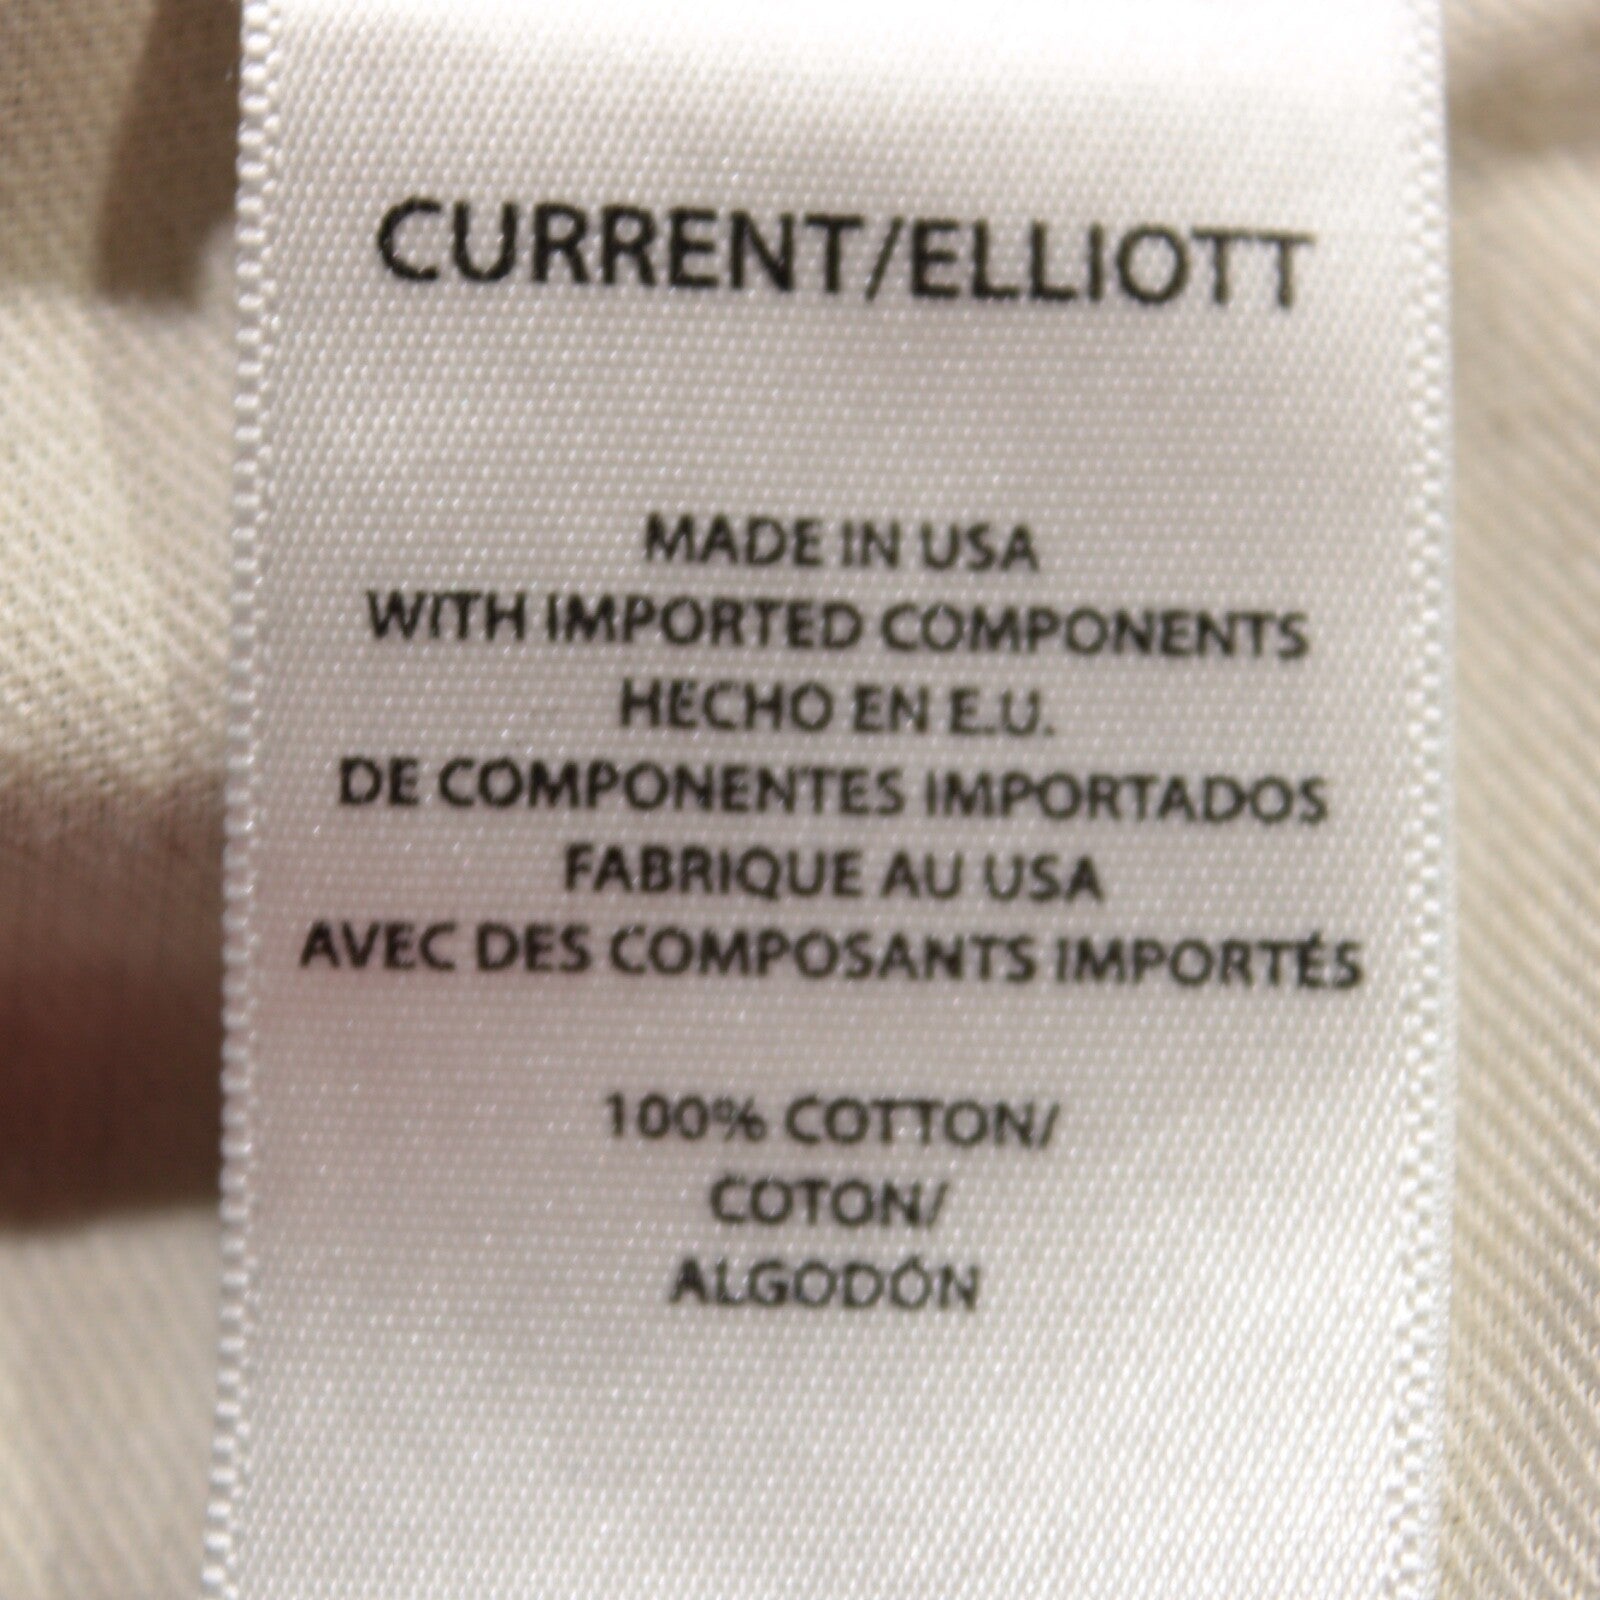 CURRENT/ELLIOTT
MADE IN USA
WITH IMPORTED COMPONENTS
HECHO EN E.U.
DE COMPONENTES IMPORTADOS
FABRIQUE AU USA
AVEC DES COMPOSANTS IMPORTÉS
100% COTTON/
COTON/
ALGODÓN